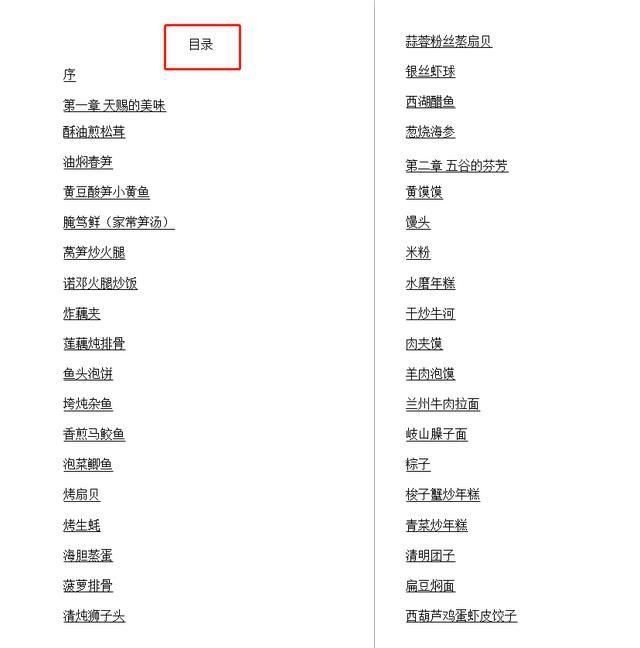 目录
序
第一章 天赐的美味
酥油煎松茸
油焖春笋
黄豆酸笋小黄鱼
腌笃鲜（家常笋汤）
莴笋炒火腿
诺邓火腿炒饭
炸藕夹
莲藕炖排骨
鱼头泡饼
垮炖杂鱼
香煎马鲛鱼
泡菜鲫鱼
烤扇贝
烤生蚝
海胆蒸蛋
菠萝排骨
清炖狮子头
蒜蓉粉丝蒸扇贝
银丝虾球
西湖醋鱼
葱烧海参
第二章 五谷的芬芳
黄馍馍
馒头
米粉
水磨年糕
干炒牛河
肉夹馍
羊肉泡馍
兰州牛肉拉面
岐山臊子面
粽子
梭子蟹炒年糕
青菜炒年糕
清明团子
扁豆焖面
西葫芦鸡蛋虾皮饺子